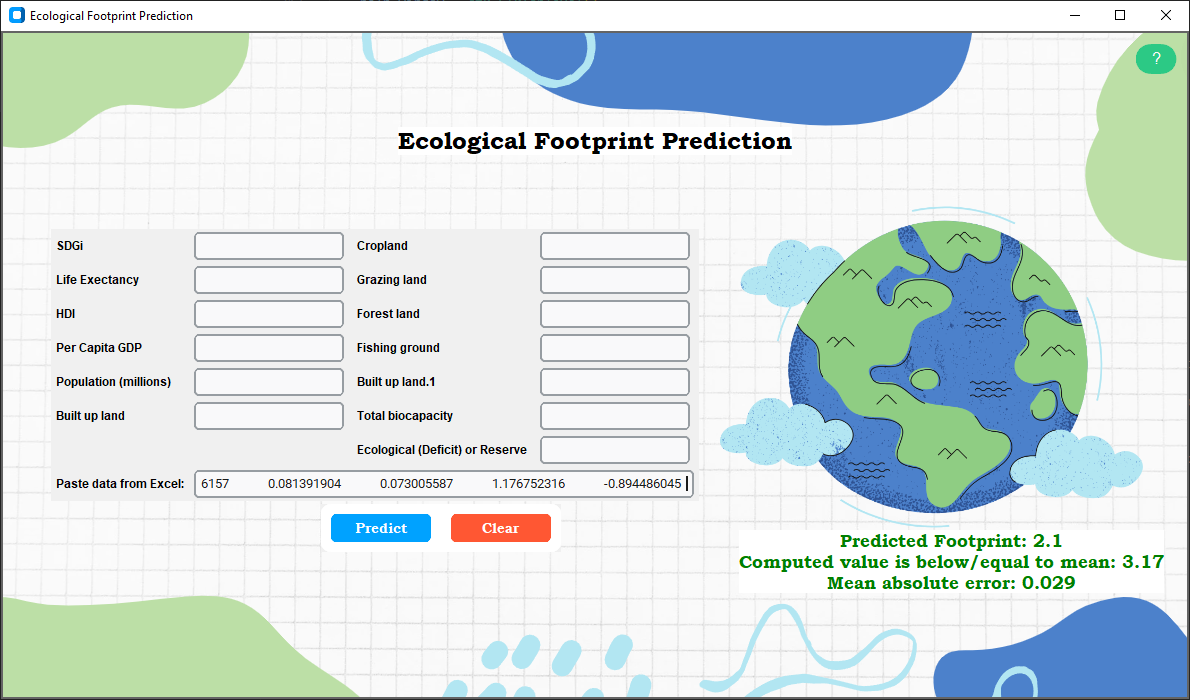 Ecological Footprint Prediction
?
Ecological Footprint Prediction
SDGi
Cropland
Life Exectancy
Grazing land
HDI
Forest land
Per Capita GDP
Fishing ground
Population (millions)
Built up land.1
Built up land
Total biocapacity
Ecological (Deficit) or Reserve
Paste data from Excel: 6157 0.081391904 0.073005587 1.176752316 -0.894486045
Predict Clear
Predicted Footprint: 2.1
Computed value is below/equal to mean: 3.17
Mean absolute error: 0.029